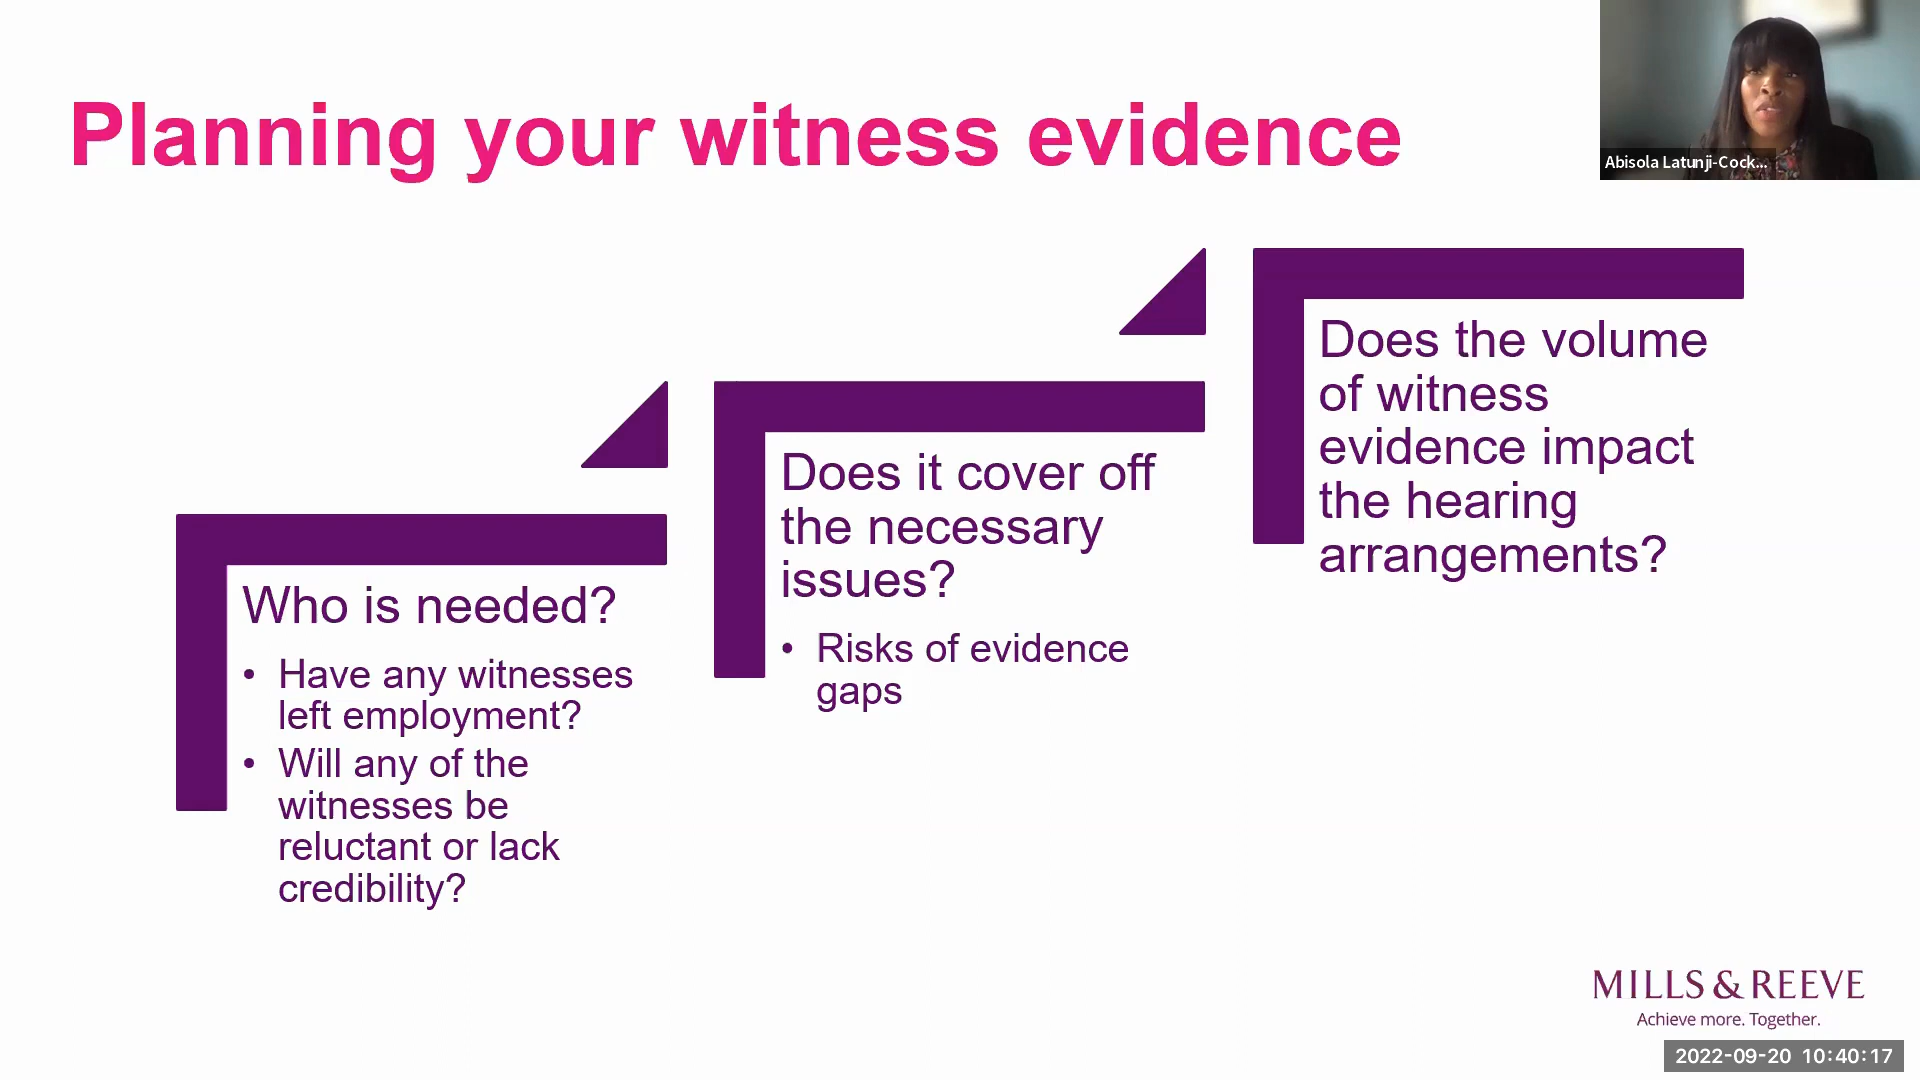 Planning your witness evidence
Abisola Latunji-Cock...
Who is needed?
• Have any witnesses
left employment?
• Will any of the
witnesses be
reluctant or lack
credibility?
Does it cover off
the necessary
issues?
• Risks of evidence
gaps
Does the volume
of witness
evidence impact
the hearing
arrangements?
MILLS & REEVE
Achieve more. Together.
2022-09-20 10:40:17